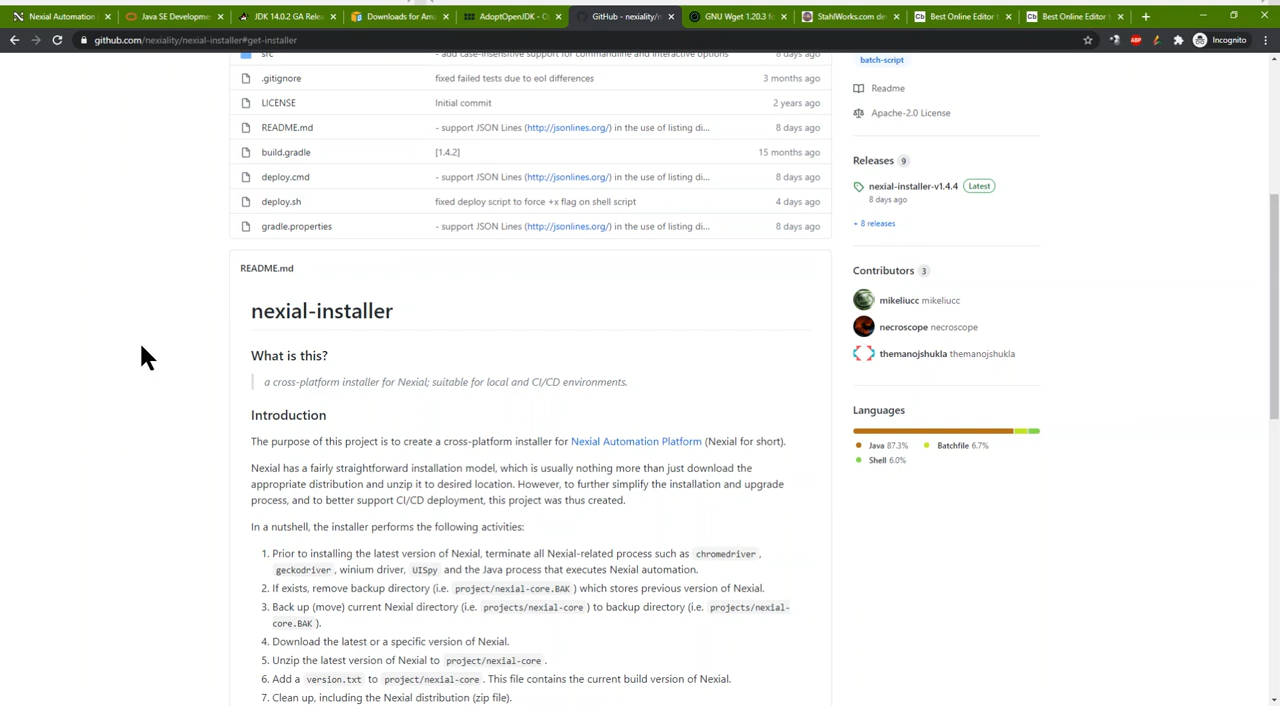 Nexial Automation
Java SE Developme
JDK 14.0.2 GA Relea
Downloads for Ama
AdoptOpenJDK - O
GitHub - nexiality/n
GNU Wget 1.20.3 fo
StahlWorks.com de
Best Online Editor
Best Online Editor
github.com/nexiality/nexial-installer#get-installer
ABP
Incognito
src
- add case-insensitive support for commandline and interactive options
8 days ago
.gitignore
fixed failed tests due to eol differences
3 months ago
LICENSE
Initial commit
2 years ago
README.md
- support JSON Lines (http://jsonlines.org/) in the use of listing di...
8 days ago
build.gradle
[1.4.2]
15 months ago
deploy.cmd
- support JSON Lines (http://jsonlines.org/) in the use of listing di...
8 days ago
deploy.sh
fixed deploy script to force +x flag on shell script
4 days ago
gradle.properties
- support JSON Lines (http://jsonlines.org/) in the use of listing di...
8 days ago
README.md
nexial-installer
What is this?
a cross-platform installer for Nexial; suitable for local and CI/CD environments.
Introduction
The purpose of this project is to create a cross-platform installer for Nexial Automation Platform (Nexial for short).
Nexial has a fairly straightforward installation model, which is usually nothing more than just download the
appropriate distribution and unzip it to desired location. However, to further simplify the installation and upgrade
process, and to better support CI/CD deployment, this project was thus created.
In a nutshell, the installer performs the following activities:
1. Prior to installing the latest version of Nexial, terminate all Nexial-related process such as chromedriver ,
geckodriver , winium driver, UISpy and the Java process that executes Nexial automation.
2. If exists, remove backup directory (i.e. project/nexial-core.BAK ) which stores previous version of Nexial.
3. Back up (move) current Nexial directory (i.e. projects/nexial-core ) to backup directory (i.e. projects/nexial-
core.BAK ).
4. Download the latest or a specific version of Nexial.
5. Unzip the latest version of Nexial to project/nexial-core .
6. Add a version.txt to project/nexial-core . This file contains the current build version of Nexial.
7. Clean up, including the Nexial distribution (zip file).
batch-script
Readme
Apache-2.0 License
Releases 9
nexial-installer-v1.4.4 Latest
8 days ago
+ 8 releases
Contributors 3
mikeliucc mikeliucc
necroscope necroscope
themanojshukla themanojshukla
Languages
Java 87.3% Batchfile 6.7%
Shell 6.0%